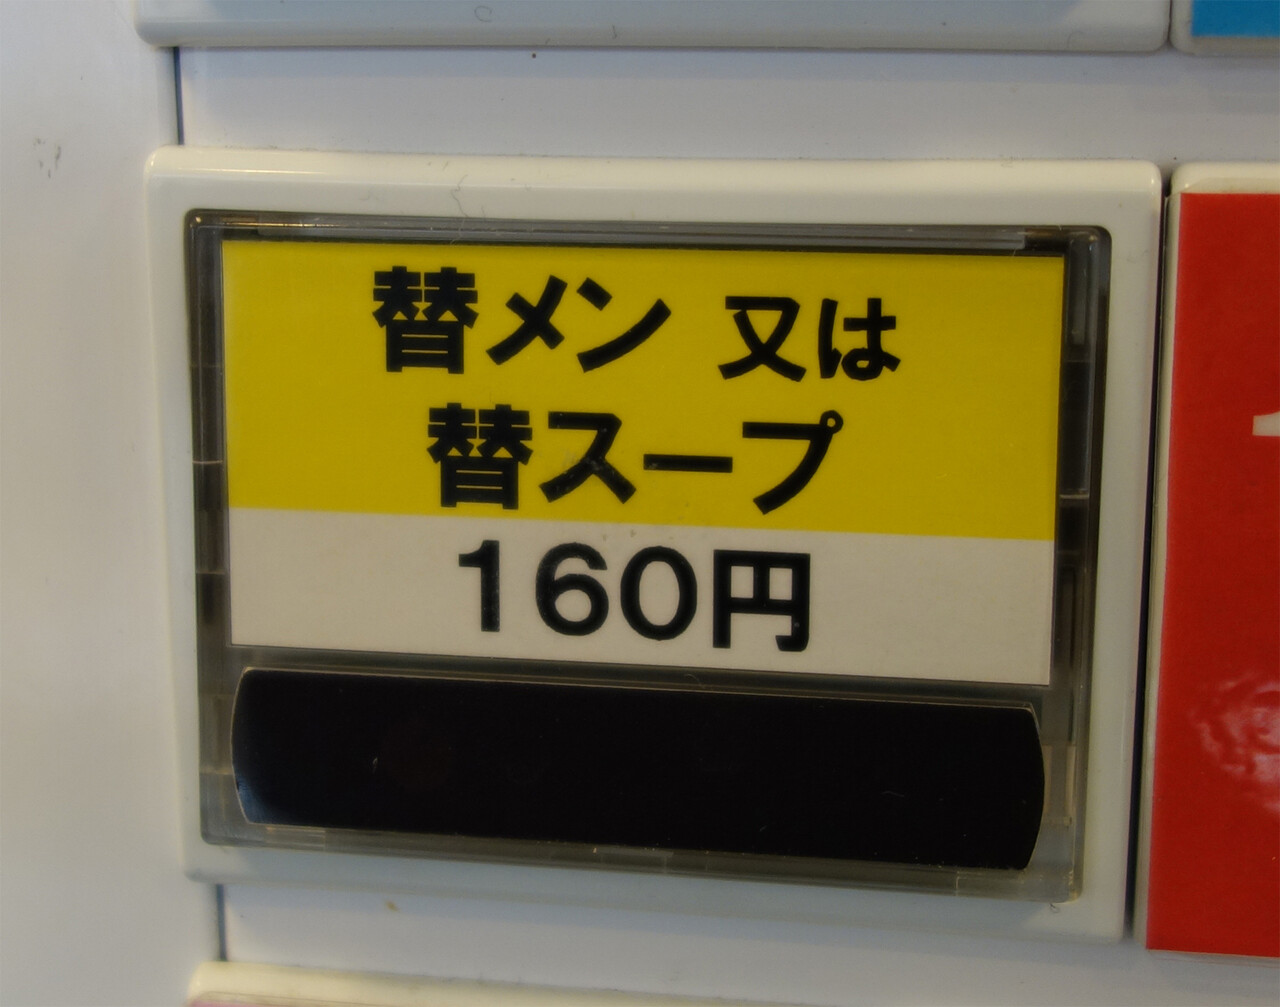 替メン 又は
替スープ
160円